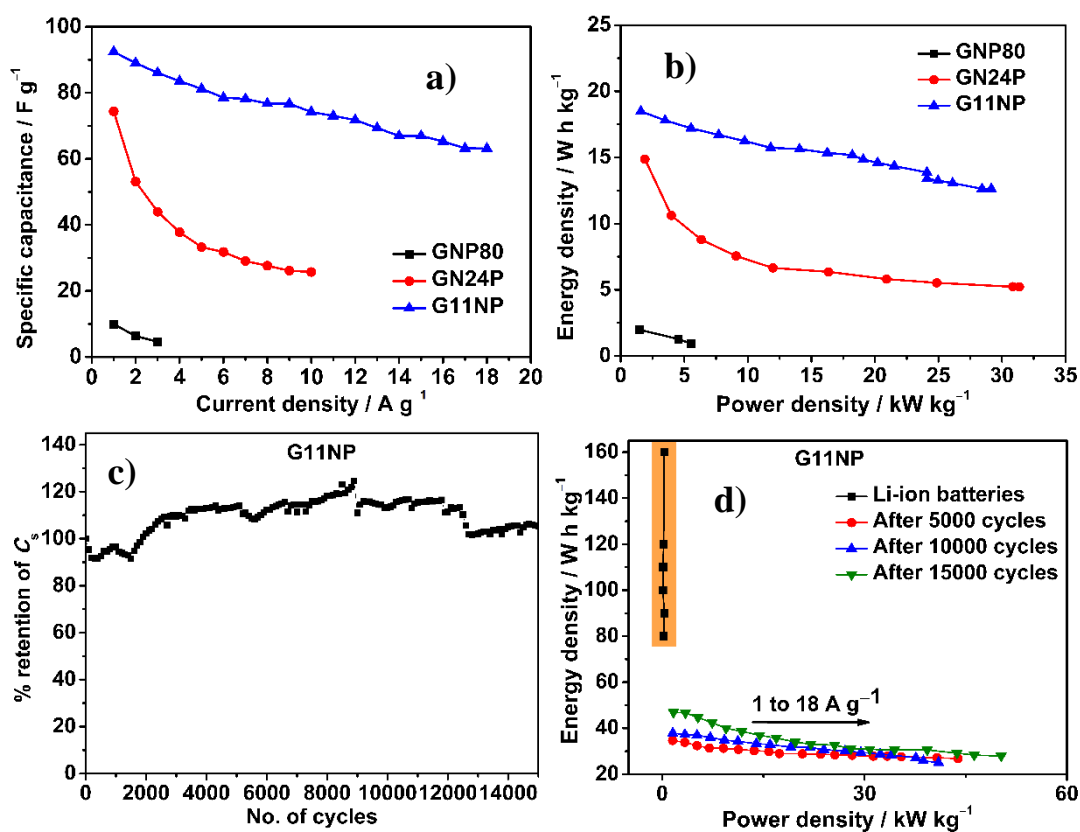 a)
Specific capacitance / F g⁻¹
100
80
60
40
20
0
GNP80
GN24P
G11NP
0 2 4 6 8 10 12 14 16 18 20
Current density / A g¹
b)
Energy density / W h kg⁻¹
25
20
15
10
5
0
GNP80
GN24P
G11NP
0 5 10 15 20 25 30 35
Power density / kW kg⁻¹
c)
G11NP
% retention of Cs
140
120
100
80
60
40
20
0
0 2000 4000 6000 8000 10000 12000 14000
No. of cycles
d)
G11NP
Energy density / W h kg⁻¹
160
140
120
100
80
60
40
20
Li-ion batteries
After 5000 cycles
After 10000 cycles
After 15000 cycles
1 to 18 A g⁻¹
0 30 60
Power density / kW kg⁻¹